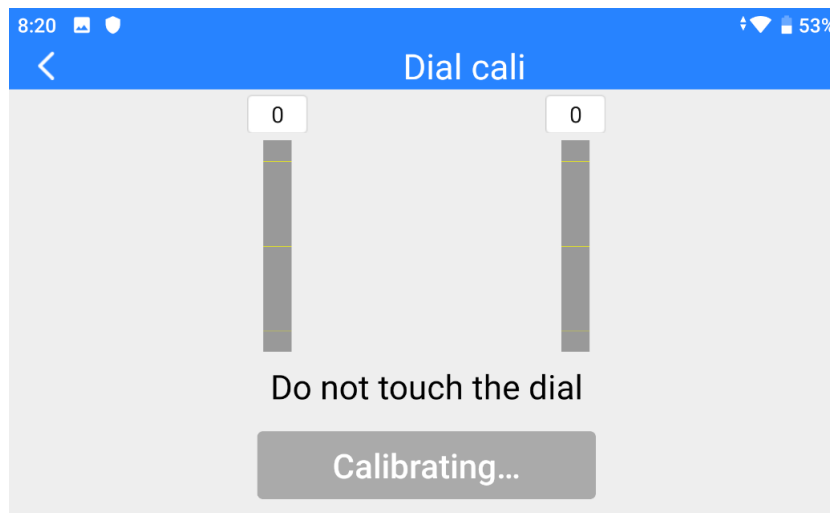 8:20 53%
Dial cali
0 0
Do not touch the dial
Calibrating...